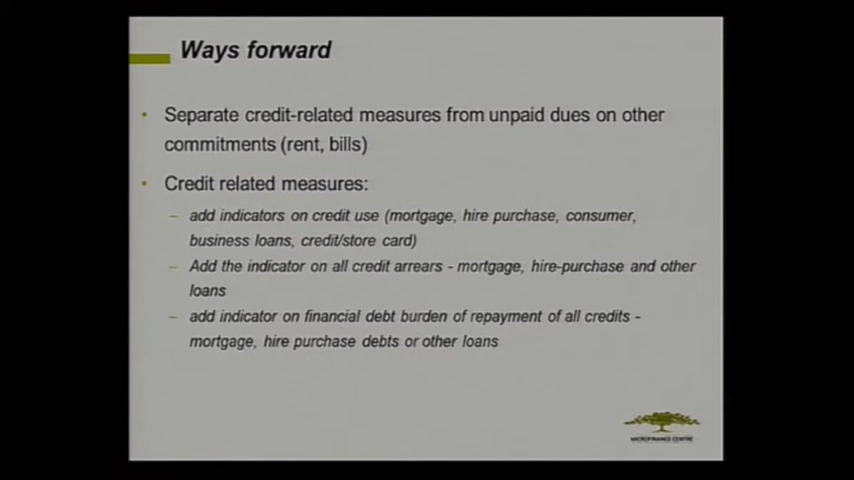 Ways forward
• Separate credit-related measures from unpaid dues on other
commitments (rent, bills)
• Credit related measures:
– add indicators on credit use (mortgage, hire purchase, consumer,
business loans, credit/store card)
– Add the indicator on all credit arrears - mortgage, hire-purchase and other
loans
– add indicator on financial debt burden of repayment of all credits -
mortgage, hire purchase debts or other loans
MICROFINANCE CENTRE